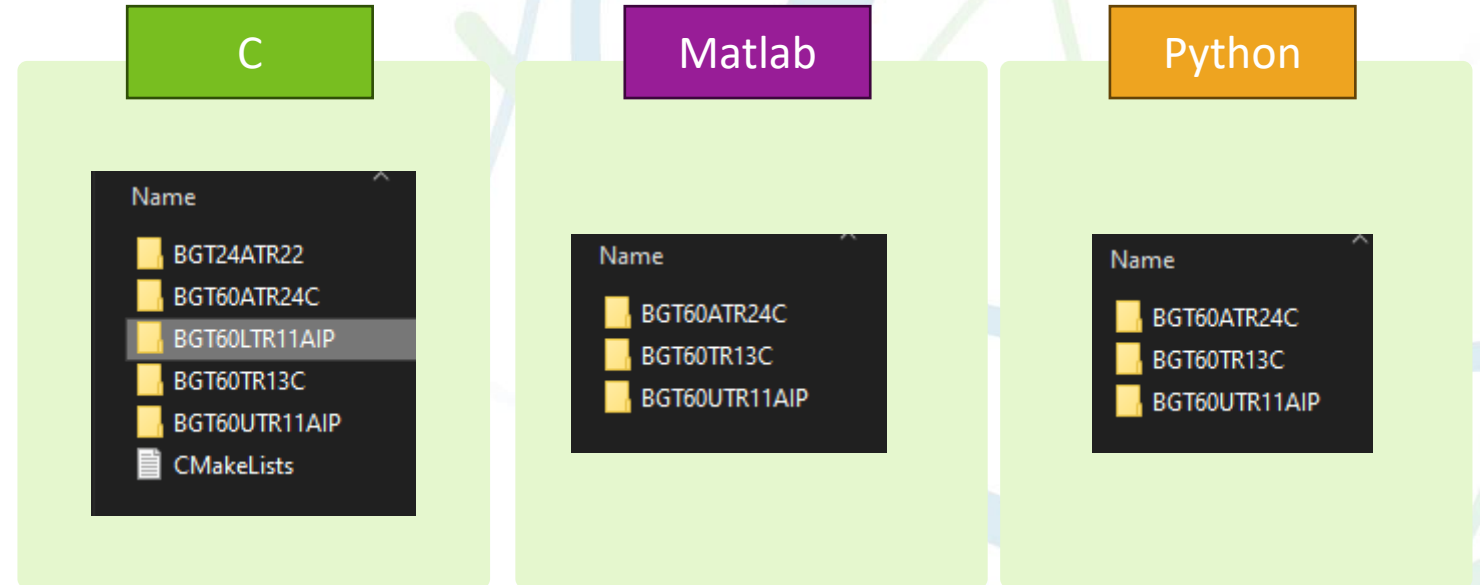 C
Name
BGT24ATR22
BGT60ATR24C
BGT60LTR11AIP
BGT60TR13C
BGT60UTR11AIP
CMakeLists
Matlab
Name
BGT60ATR24C
BGT60TR13C
BGT60UTR11AIP
Python
Name
BGT60ATR24C
BGT60TR13C
BGT60UTR11AIP